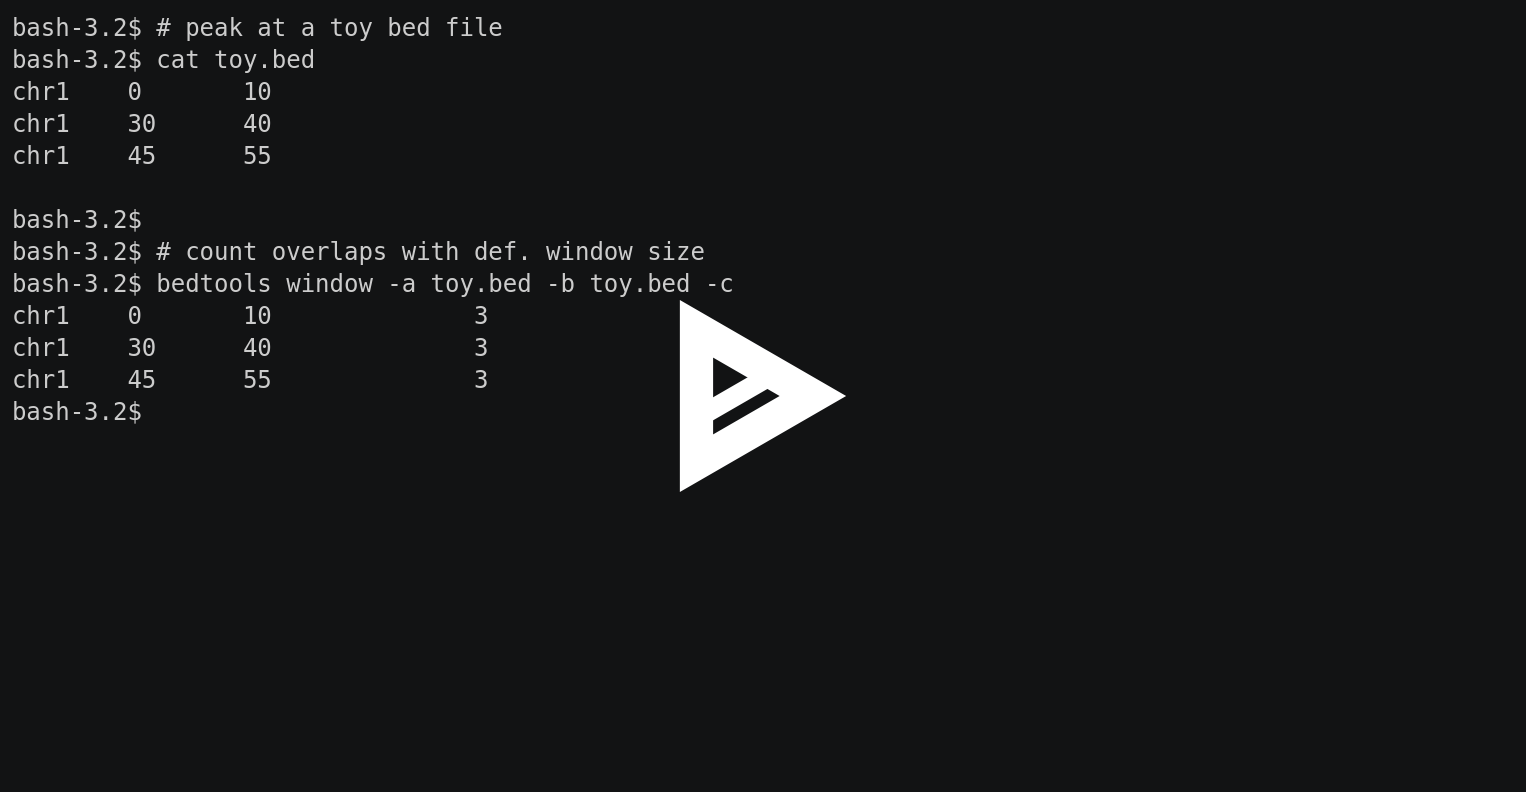 bash-3.2$ # peak at a toy bed file
bash-3.2$ cat toy.bed
chr1    0       10
chr1    30      40
chr1    45      55
bash-3.2$
bash-3.2$ # count overlaps with def. window size
bash-3.2$ bedtools window -a toy.bed -b toy.bed -c
chr1    0       10              3
chr1    30      40              3
chr1    45      55              3
bash-3.2$